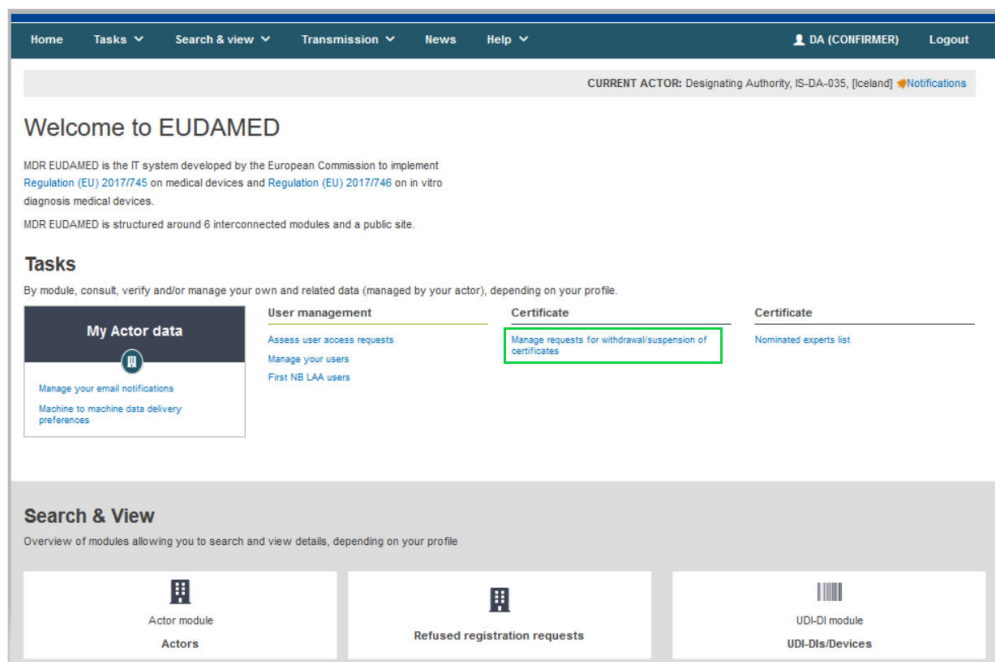 Home Tasks Search & view Transmission News Help DA (CONFIRMER) Logout
CURRENT ACTOR: Designating Authority, IS-DA-035, [Iceland] Notifications
Welcome to EUDAMED
MDR EUDAMED is the IT system developed by the European Commission to implement
Regulation (EU) 2017/745 on medical devices and Regulation (EU) 2017/746 on in vitro
diagnosis medical devices.
MDR EUDAMED is structured around 6 interconnected modules and a public site.
Tasks
By module, consult, verify and/or manage your own and related data (managed by your actor), depending on your profile.
My Actor data
Manage your email notifications
Machine to machine data delivery
preferences
User management
Assess user access requests
Manage your users
First NB LAA users
Certificate
Manage requests for withdrawal/suspension of
certificates
Certificate
Nominated experts list
Search & View
Overview of modules allowing you to search and view details, depending on your profile
Actor module
Actors
Refused registration requests
UDI-DI module
UDI-DIs/Devices